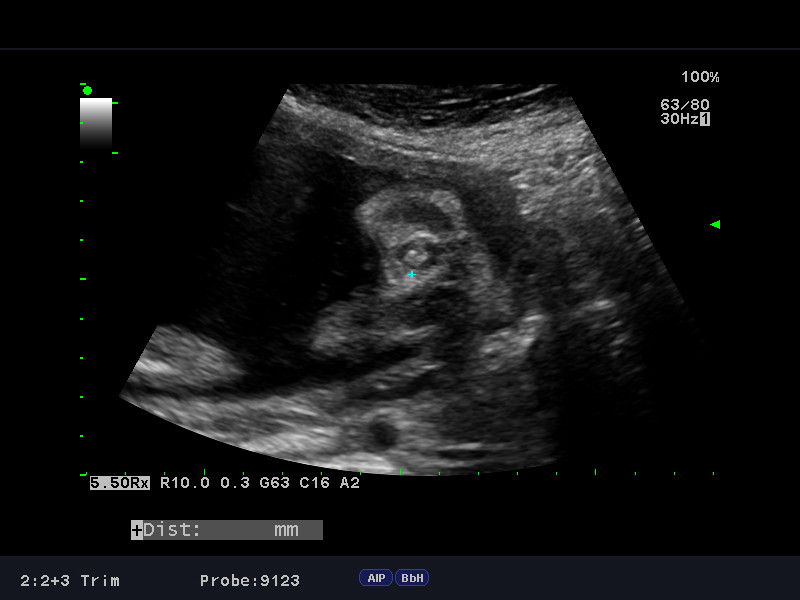 100%
63/80
30Hz1
5.50Rx R10.0 0.3 G63 C16 A2
+Dist: mm
2:2+3 Trim Probe:9123 AIP BbH